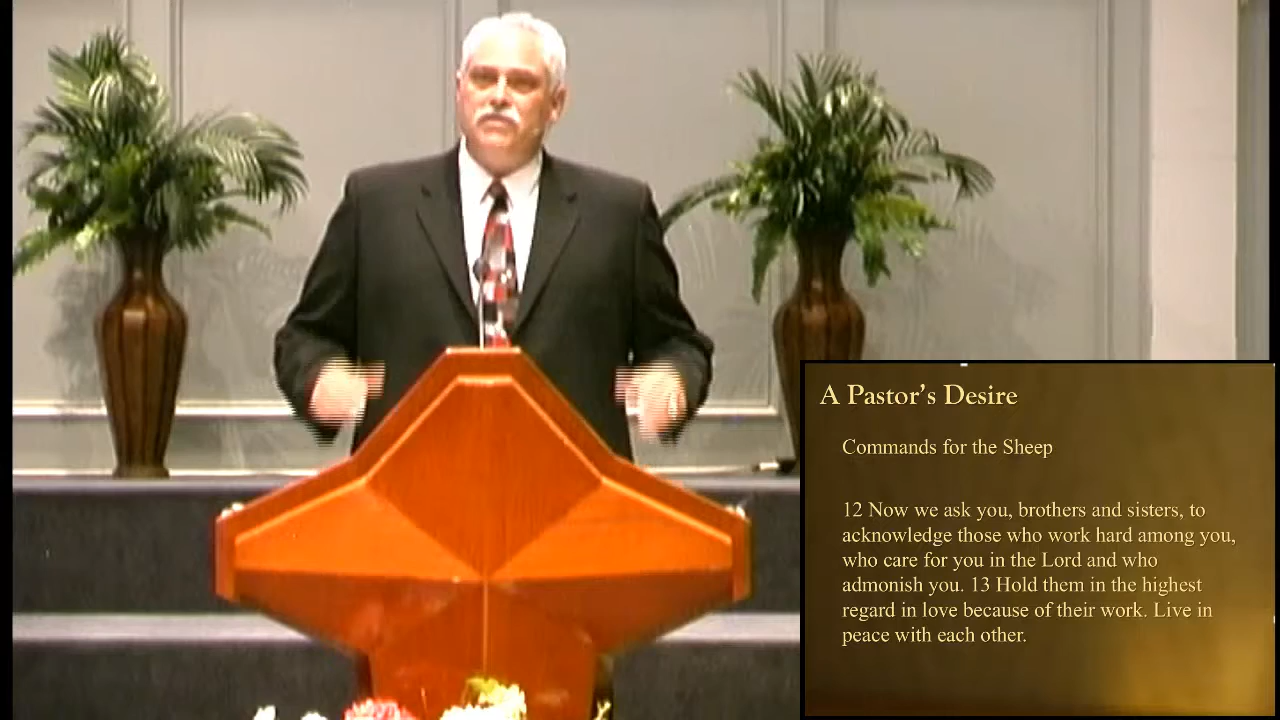 A Pastor's Desire
Commands for the Sheep
12 Now we ask you, brothers and sisters, to
acknowledge those who work hard among you,
who care for you in the Lord and who
admonish you. 13 Hold them in the highest
regard in love because of their work. Live in
peace with each other.